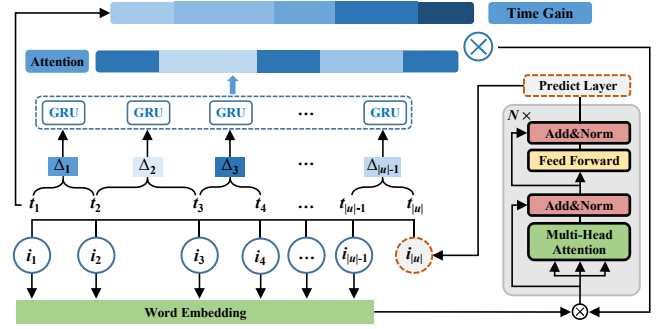 Time Gain
Attention
Predict Layer
GRU GRU GRU ... GRU
N×
Add&Norm
Feed Forward
Δ₁ Δ₂ Δ₃ ... Δ|u|-1
t₁ t₂ t₃ t₄ ... t|u|-1 t|u|
Add&Norm
Multi-Head
Attention
i₁ i₂ i₃ i₄ ... i|u|-1 i|u|
Word Embedding